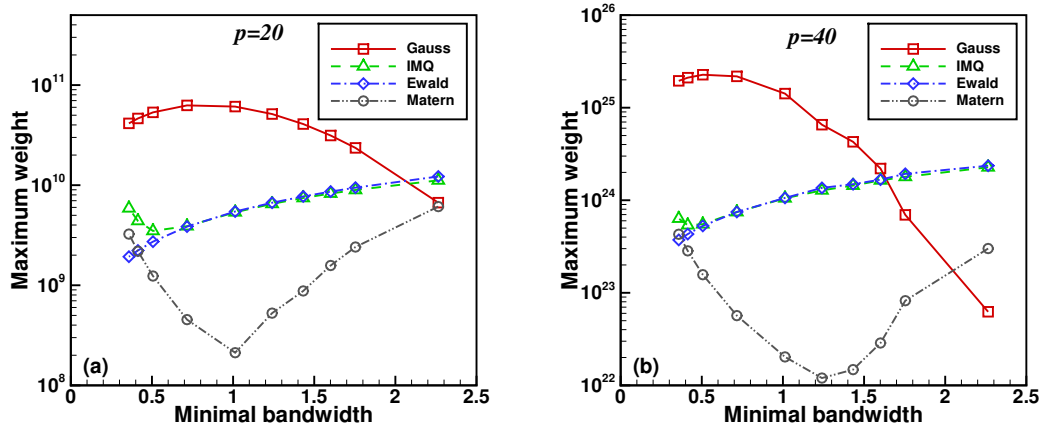 p=20
Gauss
IMQ
Ewald
Matern
10^11
10^10
10^9
10^8
Maximum weight
(a)
0 0.5 1 1.5 2 2.5
Minimal bandwidth
p=40
Gauss
IMQ
Ewald
Matern
10^26
10^25
10^24
10^23
10^22
Maximum weight
(b)
0 0.5 1 1.5 2 2.5
Minimal bandwidth